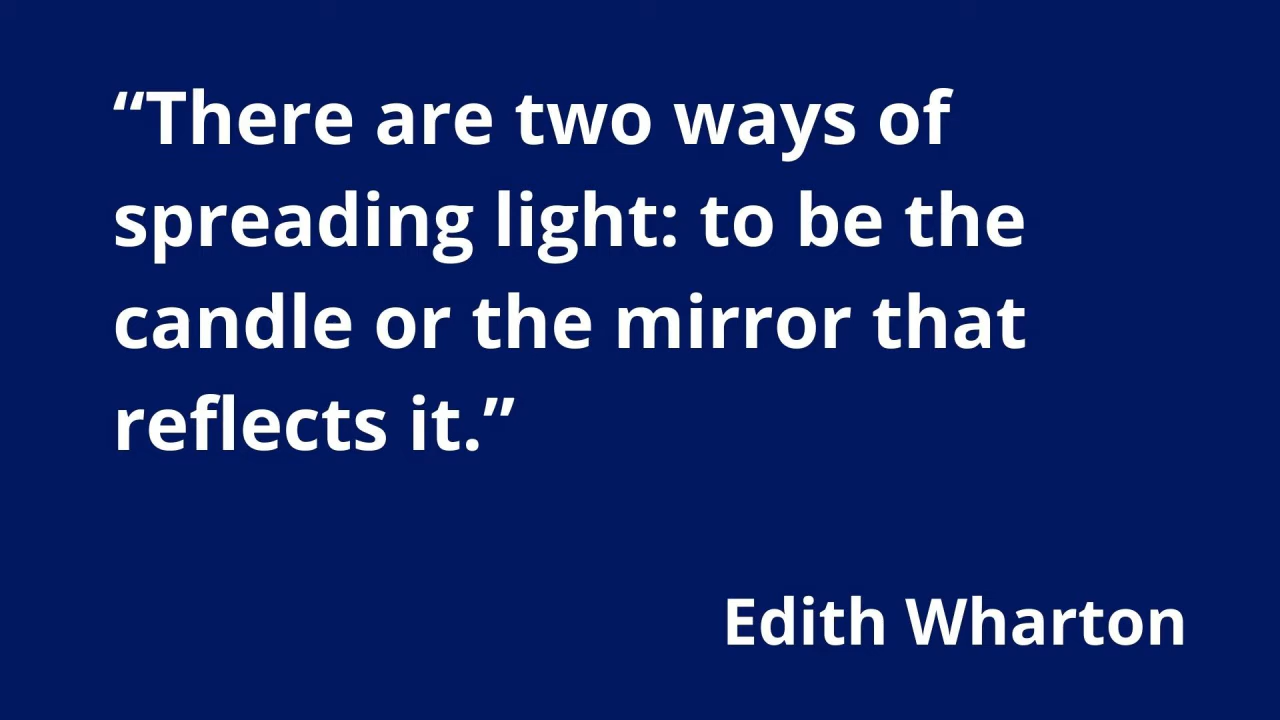 “There are two ways of
spreading light: to be the
candle or the mirror that
reflects it.”
Edith Wharton